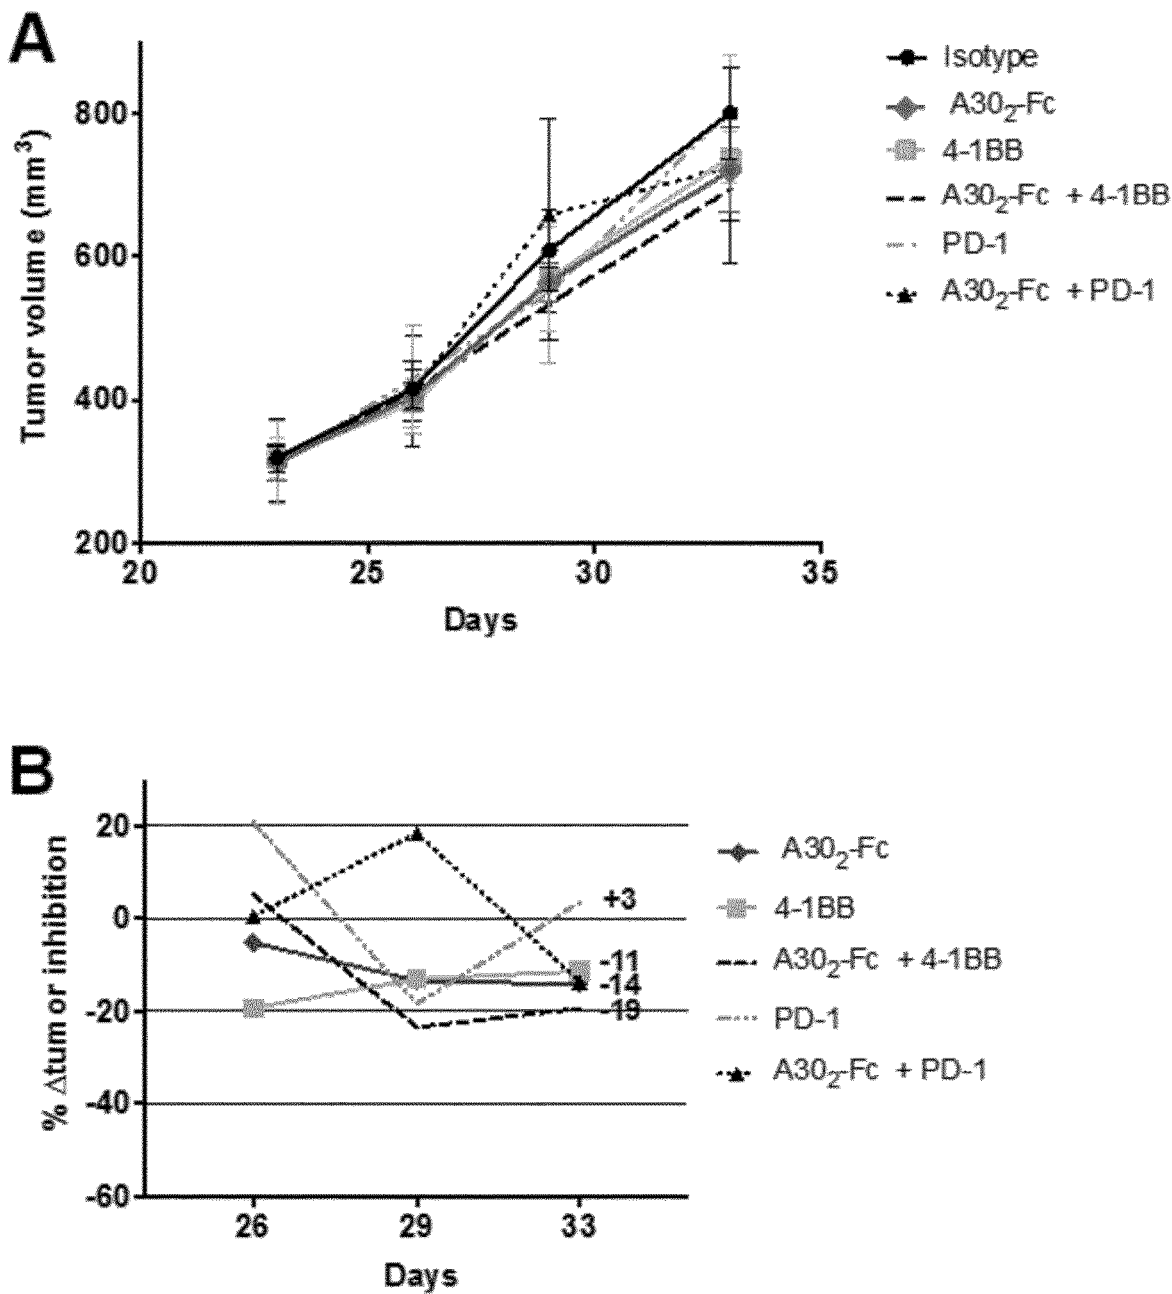 A
Tumor volume (mm³)
800
600
400
200
20
25
30
35
Days
Isotype
A30₂-Fc
4-1BB
A30₂-Fc + 4-1BB
PD-1
A30₂-Fc + PD-1
B
% Δtumor inhibition
20
0
-20
-40
-60
26
29
33
Days
+3
-11
-14
-19
A30₂-Fc
4-1BB
A30₂-Fc + 4-1BB
PD-1
A30₂-Fc + PD-1